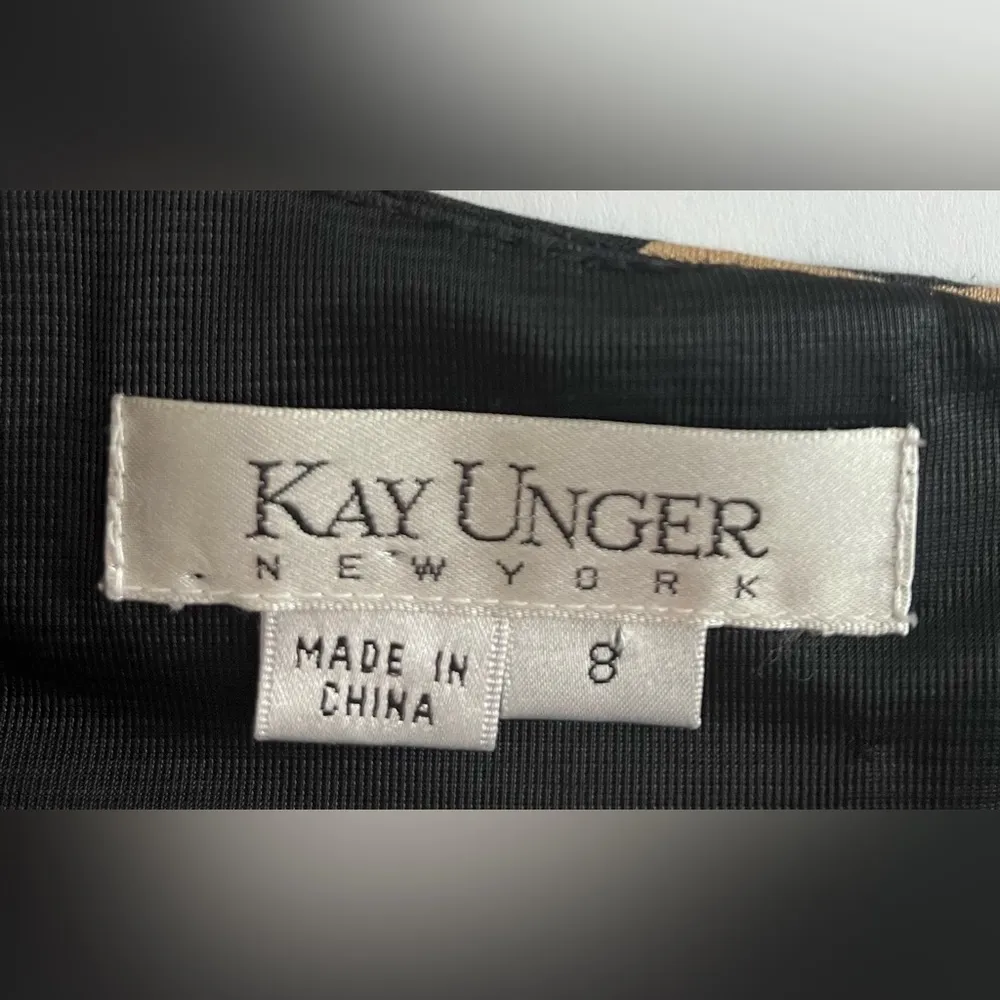 KAY UNGER
NEW YORK
MADE IN
CHINA
8